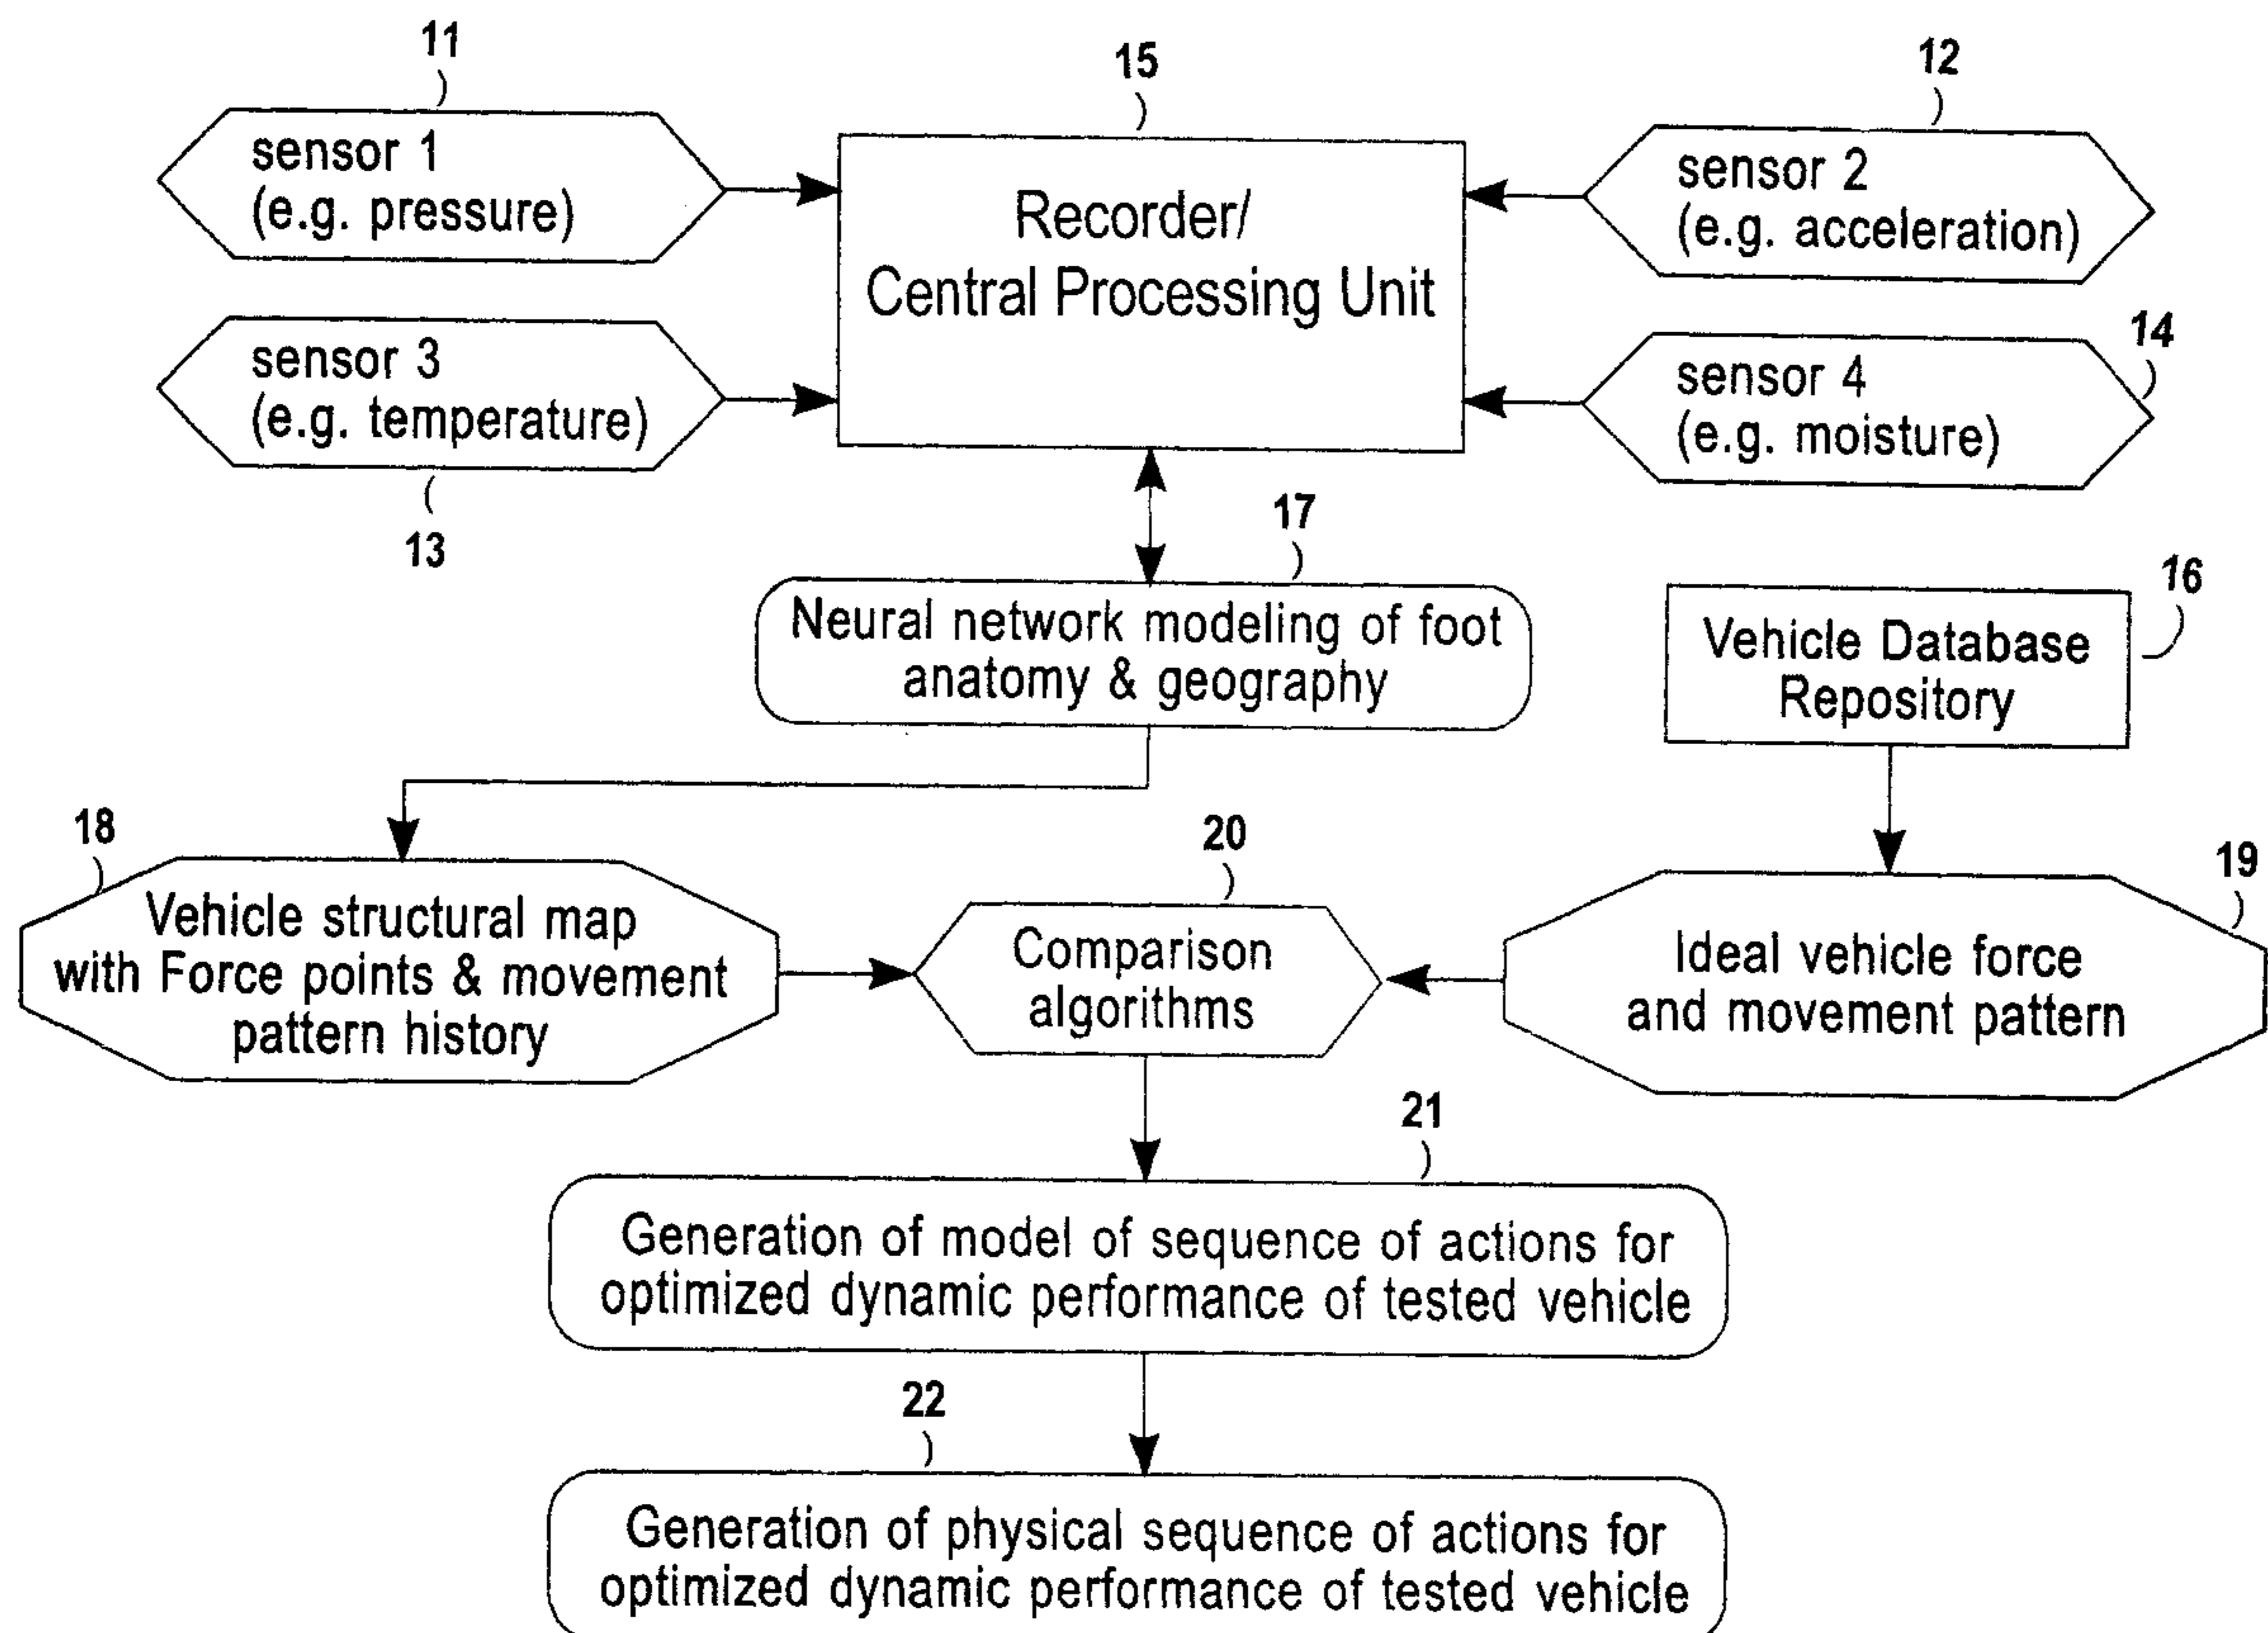 11
15
12
sensor 1
(e.g. pressure)
Recorder/
Central Processing Unit
sensor 2
(e.g. acceleration)
sensor 3
(e.g. temperature)
13
14
sensor 4
(e.g. moisture)
17
Neural network modeling of foot
anatomy & geography
16
Vehicle Database
Repository
18
Vehicle structural map
with Force points & movement
pattern history
20
Comparison
algorithms
19
Ideal vehicle force
and movement pattern
21
Generation of model of sequence of actions for
optimized dynamic performance of tested vehicle
22
Generation of physical sequence of actions for
optimized dynamic performance of tested vehicle